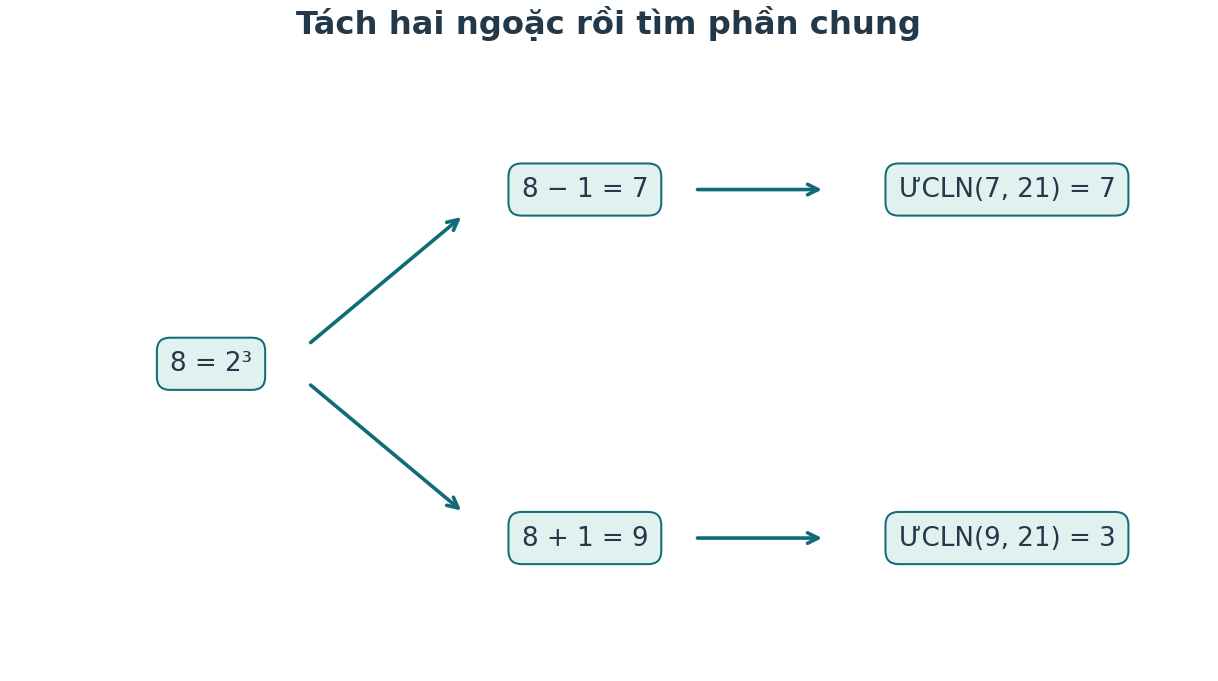 Tách hai ngoặc rồi tìm phần chung
8 − 1 = 7
ƯCLN(7, 21) = 7
8 = 2³
8 + 1 = 9
ƯCLN(9, 21) = 3